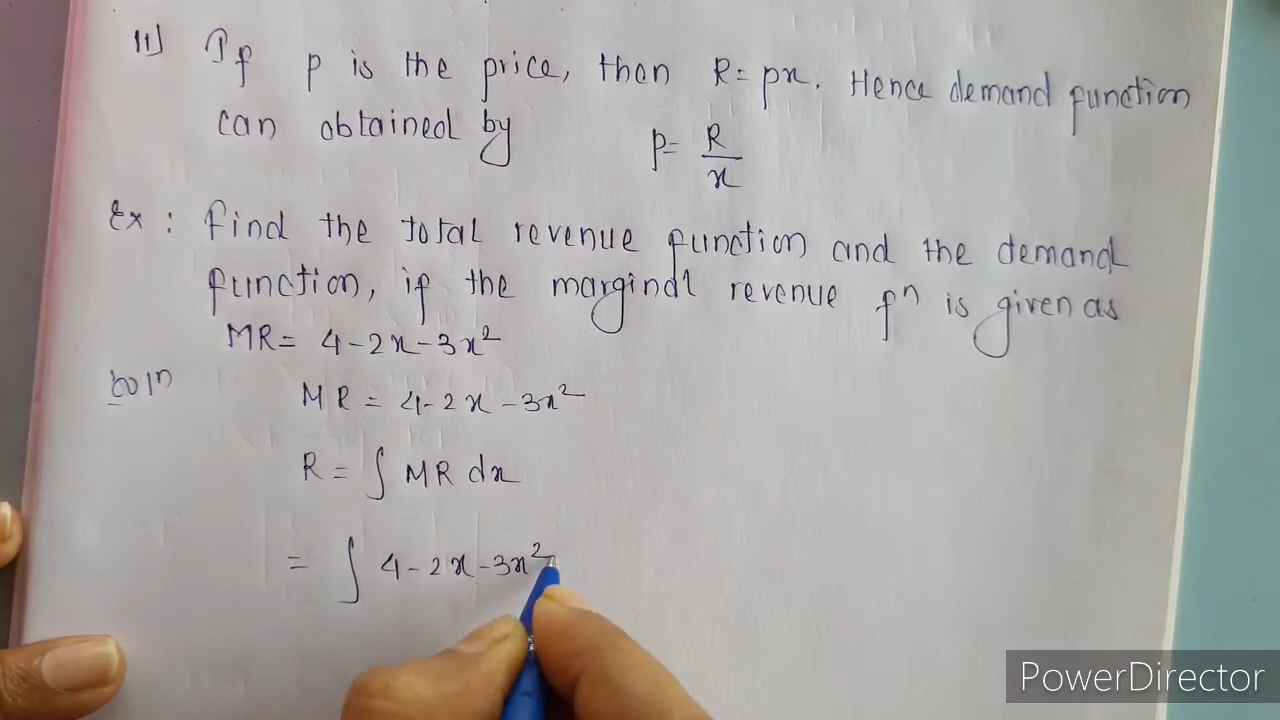 11) If p is the price, then R= px. Hence demand function
can obtained by p= R/x
Ex : Find the total revenue function and the demand
function, if the marginal revenue fⁿ is given as
MR= 4-2x-3x²
Solⁿ MR = 4-2x-3x²
R = ∫ MR dx
= ∫ 4-2x-3x²
PowerDirector